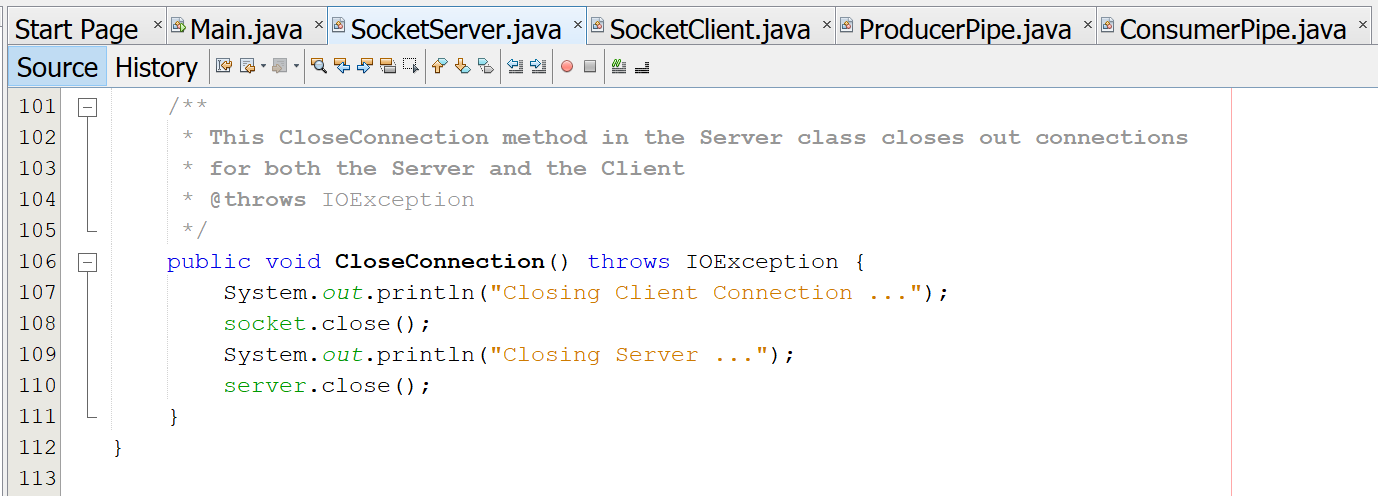 Start Page Main.java SocketServer.java SocketClient.java ProducerPipe.java ConsumerPipe.java
Source History
101 /**
102 * This CloseConnection method in the Server class closes out connections
103 * for both the Server and the Client
104 * @throws IOException
105 */
106 public void CloseConnection() throws IOException {
107 System.out.println("Closing Client Connection ...");
108 socket.close();
109 System.out.println("Closing Server ...");
110 server.close();
111 }
112 }
113